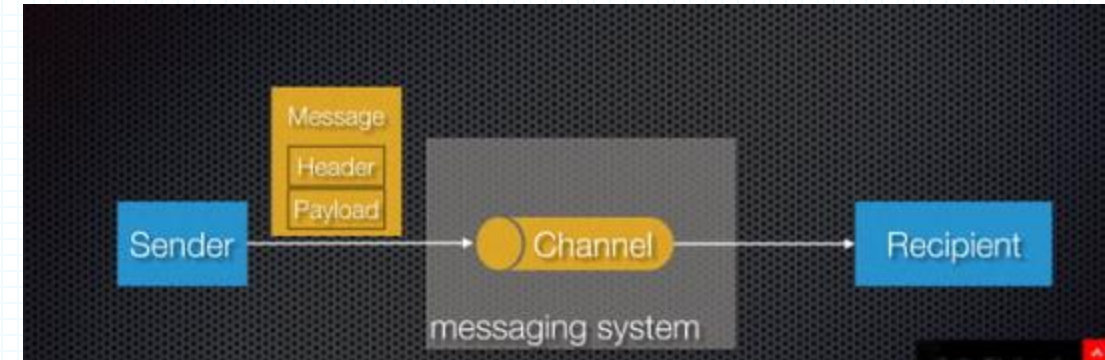 Message
Header
Payload
Sender
Channel
Recipient
messaging system